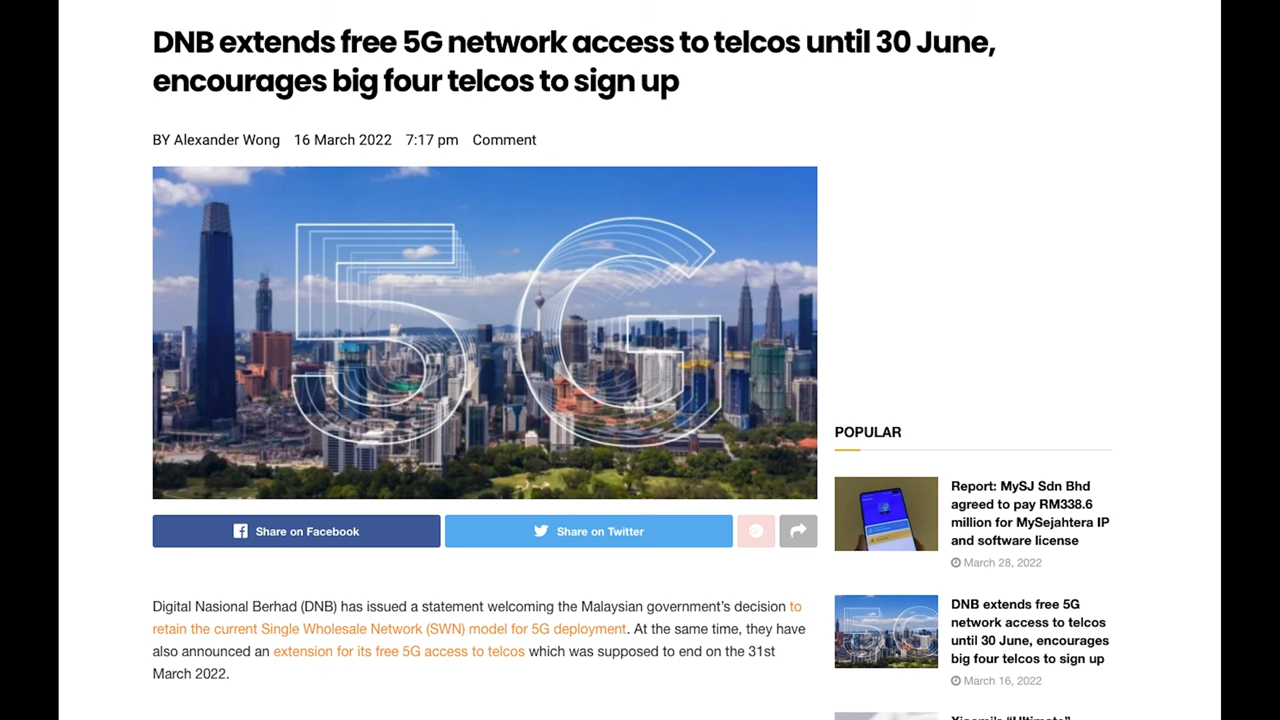 DNB extends free 5G network access to telcos until 30 June,
encourages big four telcos to sign up
BY Alexander Wong 16 March 2022 7:17 pm Comment
5G
Share on Facebook
Share on Twitter
Digital Nasional Berhad (DNB) has issued a statement welcoming the Malaysian government's decision to
retain the current Single Wholesale Network (SWN) model for 5G deployment. At the same time, they have
also announced an extension for its free 5G access to telcos which was supposed to end on the 31st
March 2022.
POPULAR
Report: MySJ Sdn Bhd
agreed to pay RM338.6
million for MySejahtera IP
and software license
March 28, 2022
5G
DNB extends free 5G
network access to telcos
until 30 June, encourages
big four telcos to sign up
March 16, 2022
Xiaomi's "Ultimate"